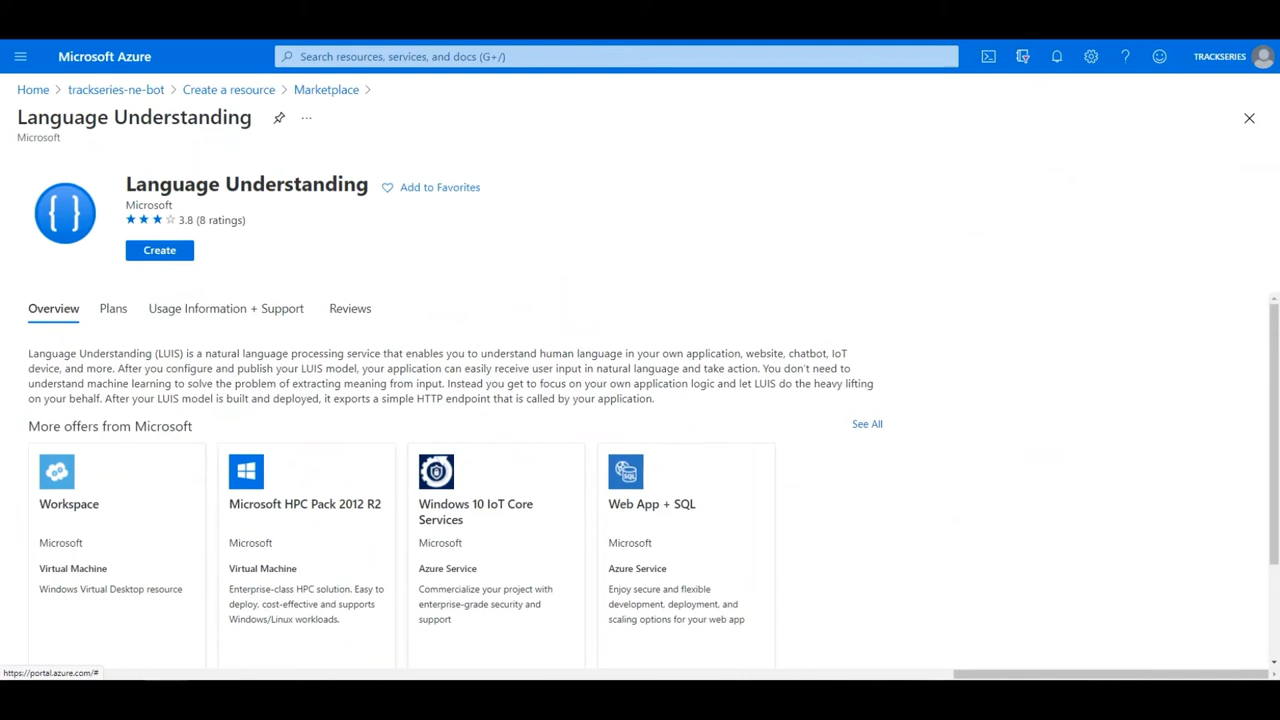 Microsoft Azure
Search resources, services, and docs (G+/)
TRACKSERIES
Home > trackseries-ne-bot > Create a resource > Marketplace >
Language Understanding ...
Microsoft
{ }
Language Understanding
Add to Favorites
Microsoft
3.8 (8 ratings)
Create
Overview Plans Usage Information + Support Reviews
Language Understanding (LUIS) is a natural language processing service that enables you to understand human language in your own application, website, chatbot, IoT
device, and more. After you configure and publish your LUIS model, your application can easily receive user input in natural language and take action. You don't need to
understand machine learning to solve the problem of extracting meaning from input. Instead you get to focus on your own application logic and let LUIS do the heavy lifting
on your behalf. After your LUIS model is built and deployed, it exports a simple HTTP endpoint that is called by your application.
More offers from Microsoft
See All
Workspace
Microsoft
Virtual Machine
Windows Virtual Desktop resource
Microsoft HPC Pack 2012 R2
Microsoft
Virtual Machine
Enterprise-class HPC solution. Easy to
deploy, cost-effective and supports
Windows/Linux workloads.
Windows 10 IoT Core
Services
Microsoft
Azure Service
Commercialize your project with
enterprise-grade security and
support
SQL
Web App + SQL
Microsoft
Azure Service
Enjoy secure and flexible
development, deployment, and
scaling options for your web app
https://portal.azure.com/#